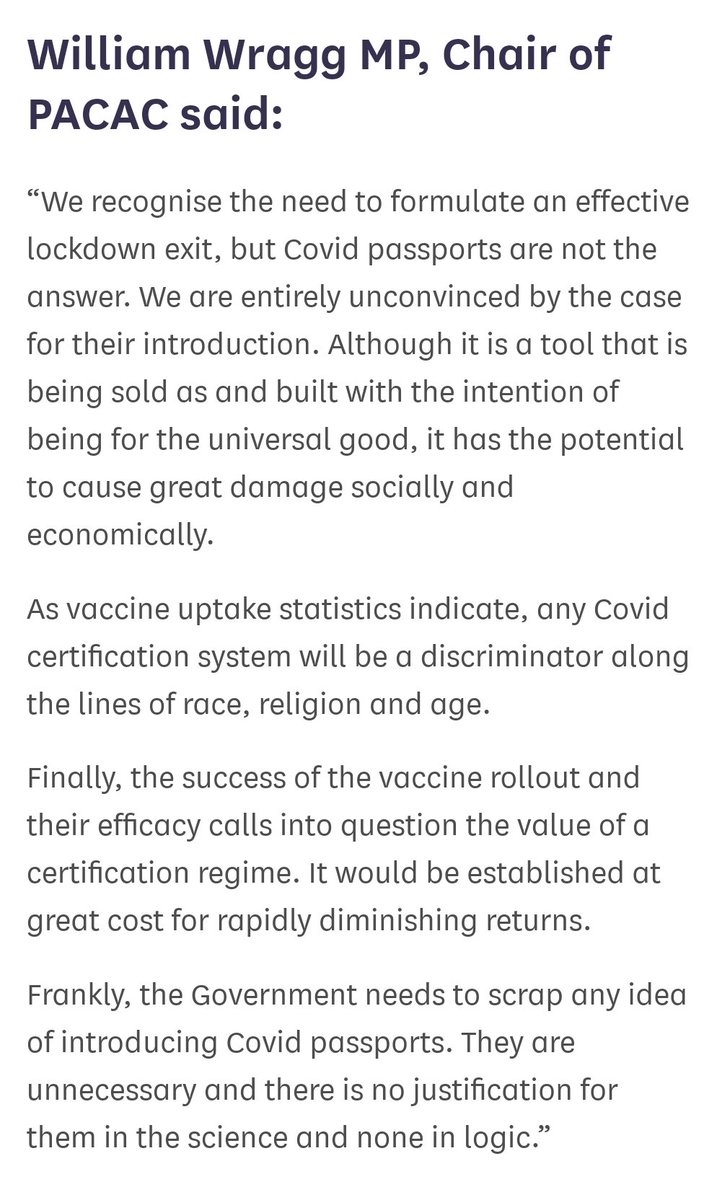 William Wragg MP, Chair of
PACAC said:
“We recognise the need to formulate an effective
lockdown exit, but Covid passports are not the
answer. We are entirely unconvinced by the case
for their introduction. Although it is a tool that is
being sold as and built with the intention of
being for the universal good, it has the potential
to cause great damage socially and
economically.
As vaccine uptake statistics indicate, any Covid
certification system will be a discriminator along
the lines of race, religion and age.
Finally, the success of the vaccine rollout and
their efficacy calls into question the value of a
certification regime. It would be established at
great cost for rapidly diminishing returns.
Frankly, the Government needs to scrap any idea
of introducing Covid passports. They are
unnecessary and there is no justification for
them in the science and none in logic.”